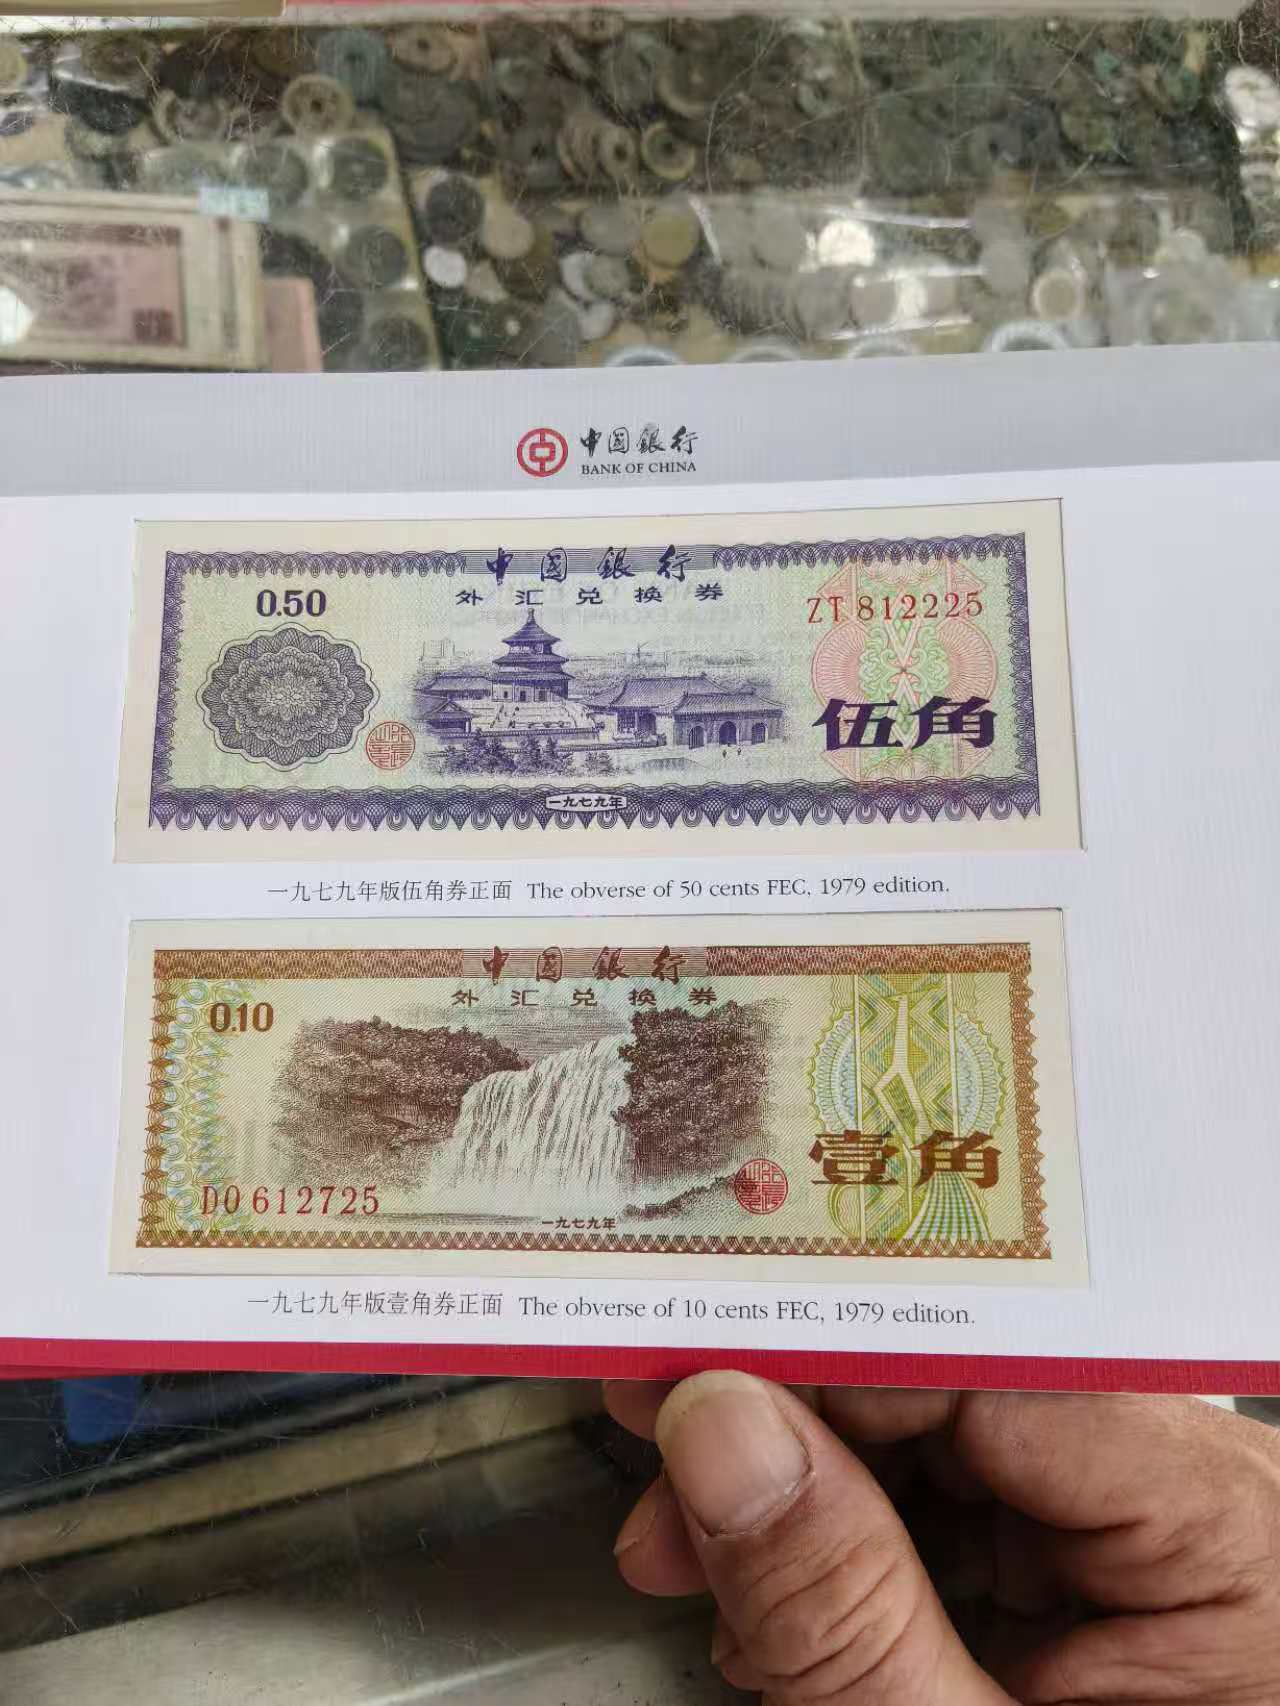 中国銀行
BANK OF CHINA
中国銀行
外汇兑换券
0.50
ZT 812225
伍角
一九七九年
一九七九年版伍角券正面 The obverse of 50 cents FEC, 1979 edition.
中国銀行
外汇兑换券
0.10
壹角
DO 612725
一九七九年
一九七九年版壹角券正面 The obverse of 10 cents FEC, 1979 edition.